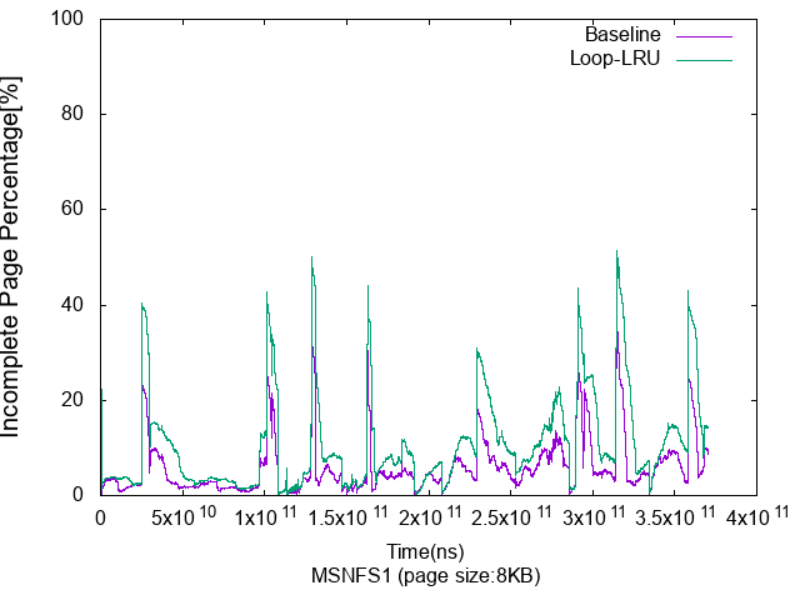 Incomplete Page Percentage[%]
100
80
60
40
20
0
Baseline
Loop-LRU
0 5x10^10 1x10^11 1.5x10^11 2x10^11 2.5x10^11 3x10^11 3.5x10^11 4x10^11
Time(ns)
MSNFS1 (page size:8KB)